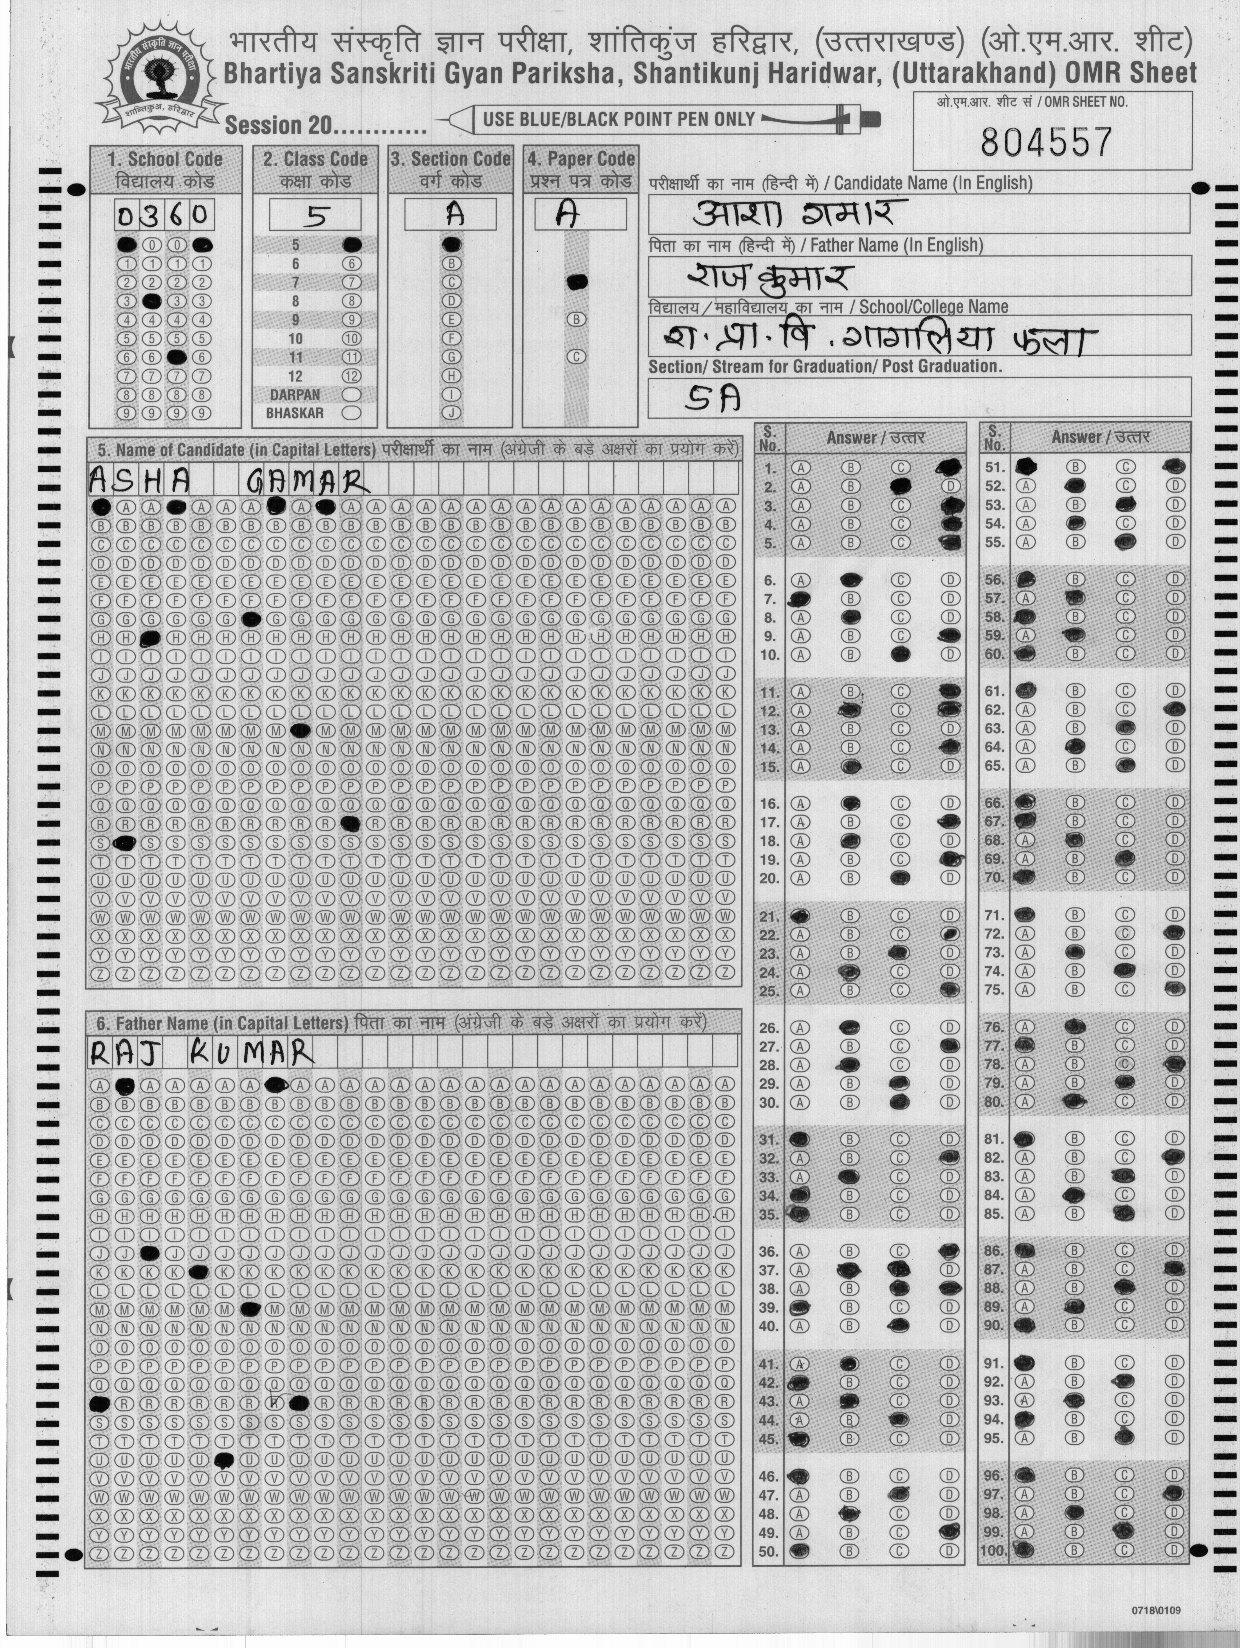 भारतीय संस्कृति ज्ञान परीक्षा, शांतिकुंज हरिद्वार, (उत्तराखण्ड) (ओ.एम.आर. शीट)
Bhartiya Sanskriti Gyan Pariksha, Shantikunj Haridwar, (Uttarakhand) OMR Sheet
Session 20............
USE BLUE/BLACK POINT PEN ONLY
ओ.एम.आर. शीट सं / OMR SHEET NO.
804557
1. School Code
विद्यालय कोड
0360
2. Class Code
कक्षा कोड
5
5
6
7
8
9
10
11
12
DARPAN
BHASKAR
3. Section Code
वर्ग कोड
A
4. Paper Code
प्रश्न पत्र कोड
A
परीक्षार्थी का नाम (हिन्दी में) / Candidate Name (In English)
आशा गमार
पिता का नाम (हिन्दी में) / Father Name (In English)
राज कुमार
विद्यालय/महाविद्यालय का नाम / School/College Name
रा. प्रा. वि. गागलिया फला
Section/ Stream for Graduation/ Post Graduation.
5A
5. Name of Candidate (in Capital Letters) परीक्षार्थी का नाम (अंग्रेजी के बड़े अक्षरों का प्रयोग करें)
ASHA GAMAR
6. Father Name (in Capital Letters) पिता का नाम (अंग्रेजी के बड़े अक्षरों का प्रयोग करें)
RAJ KUMAR
S. No. Answer / उत्तर
S. No. Answer / उत्तर
0718\0109